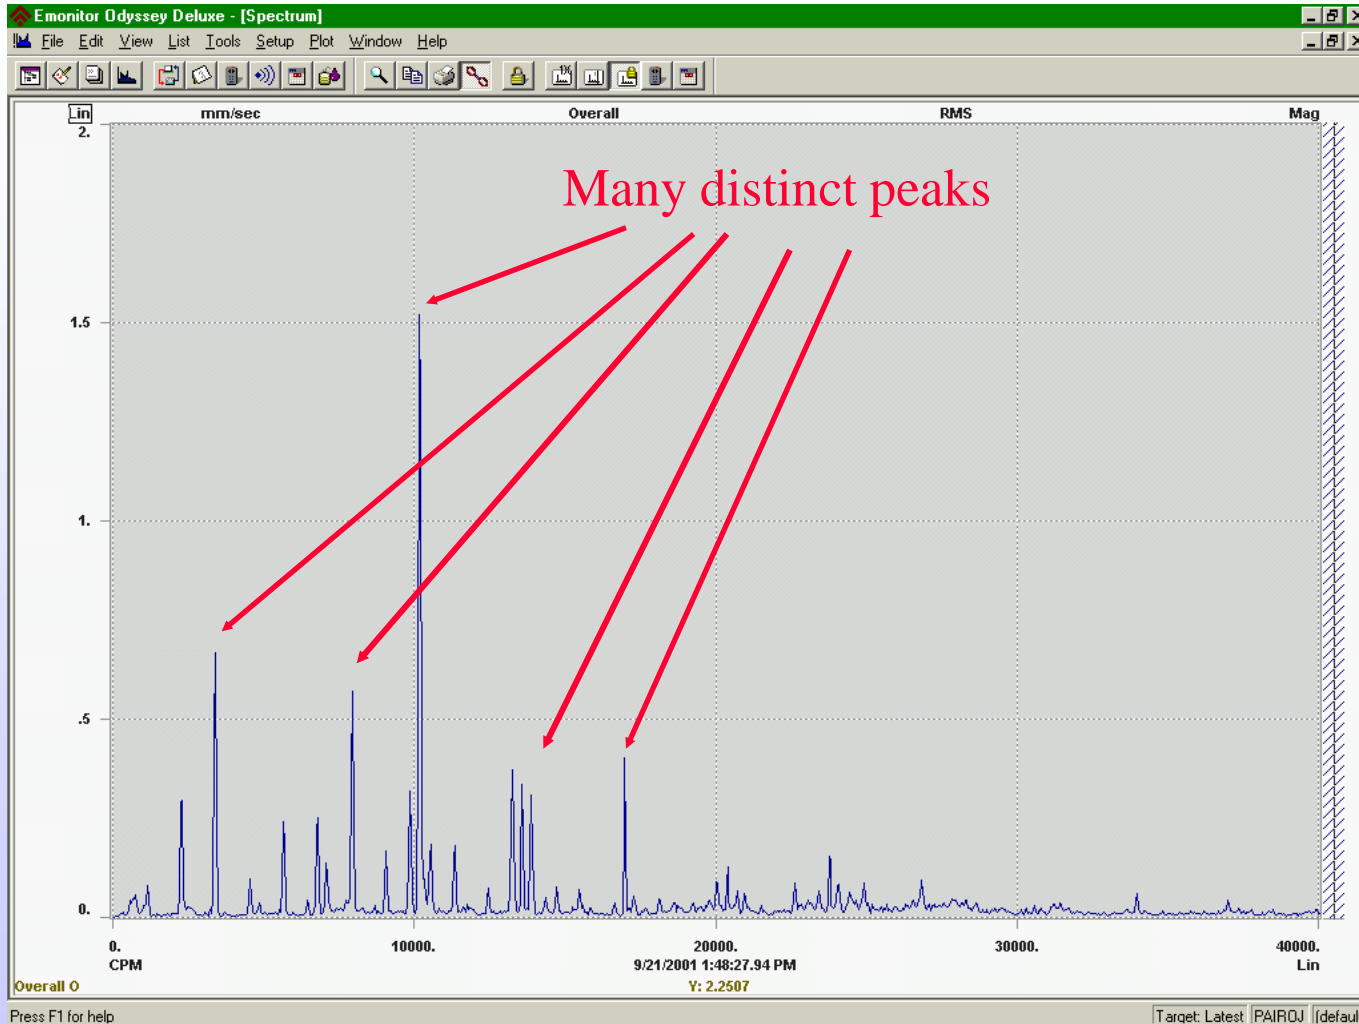 Emonitor Odyssey Deluxe - [Spectrum]
File Edit View List Tools Setup Plot Window Help
Lin mm/sec Overall RMS Mag
2.
Many distinct peaks
1.5
1.
.5
0.
0. 10000. 20000. 30000. 40000.
CPM 9/21/2001 1:48:27.94 PM Lin
Overall O Y: 2.2507
Press F1 for help Target: Latest PAIROJ (defaul